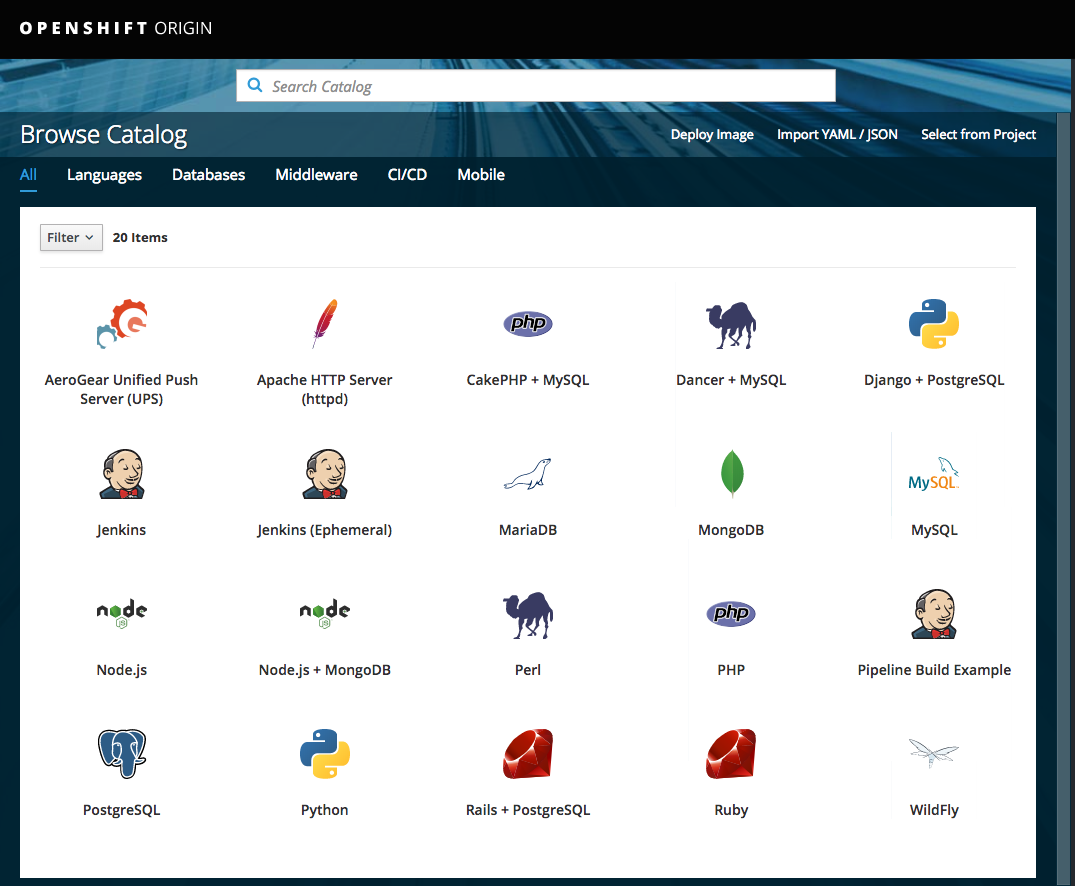 OPENSHIFT ORIGIN
Search Catalog
Browse Catalog
Deploy Image
Import YAML / JSON
Select from Project
All
Languages
Databases
Middleware
CI/CD
Mobile
Filter
20 Items
AeroGear Unified Push
Server (UPS)
Apache HTTP Server
(httpd)
php
CakePHP + MySQL
Dancer + MySQL
Django + PostgreSQL
Jenkins
Jenkins (Ephemeral)
MariaDB
MongoDB
MySQL
MySQL
node
JS
Node.js
node
JS
Node.js + MongoDB
Perl
php
PHP
Pipeline Build Example
PostgreSQL
Python
Rails + PostgreSQL
Ruby
WildFly